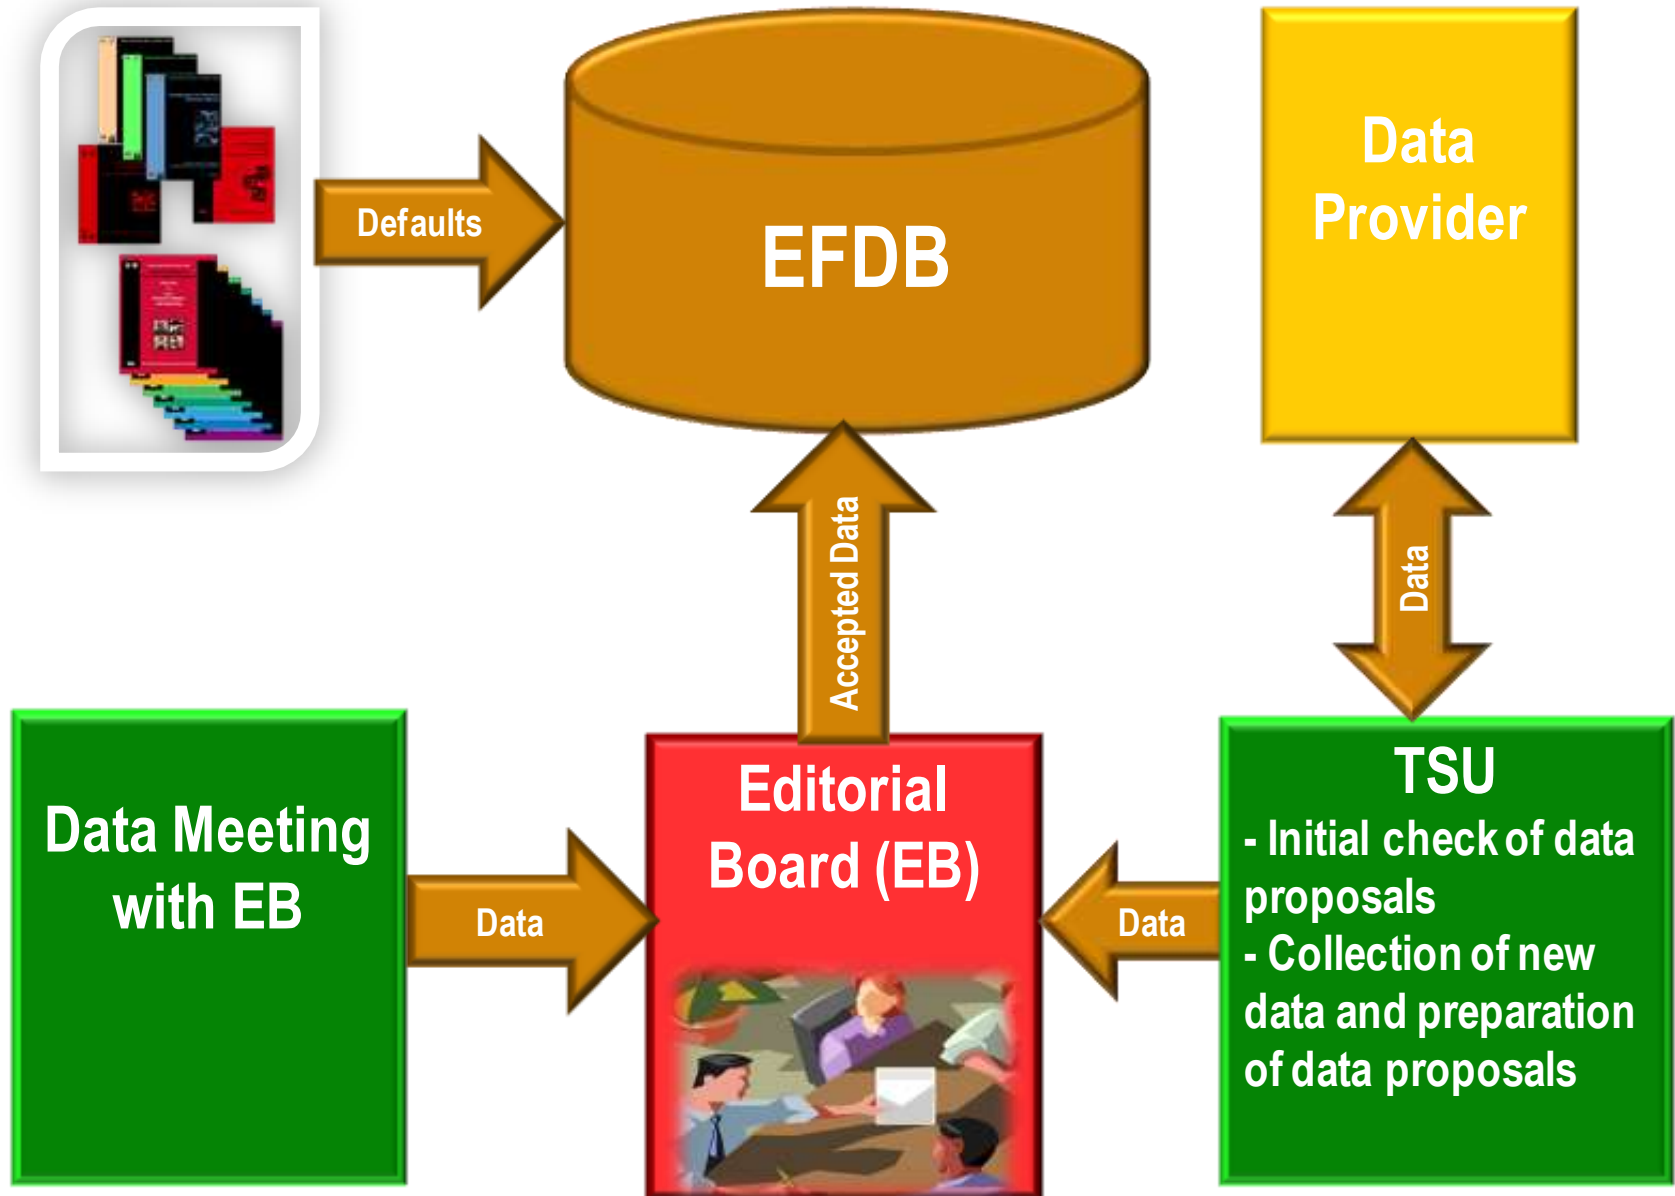 Defaults
EFDB
Data
Provider
Accepted Data
Data
Data Meeting
with EB
Data
Editorial
Board (EB)
Data
TSU
- Initial check of data
proposals
- Collection of new
data and preparation
of data proposals